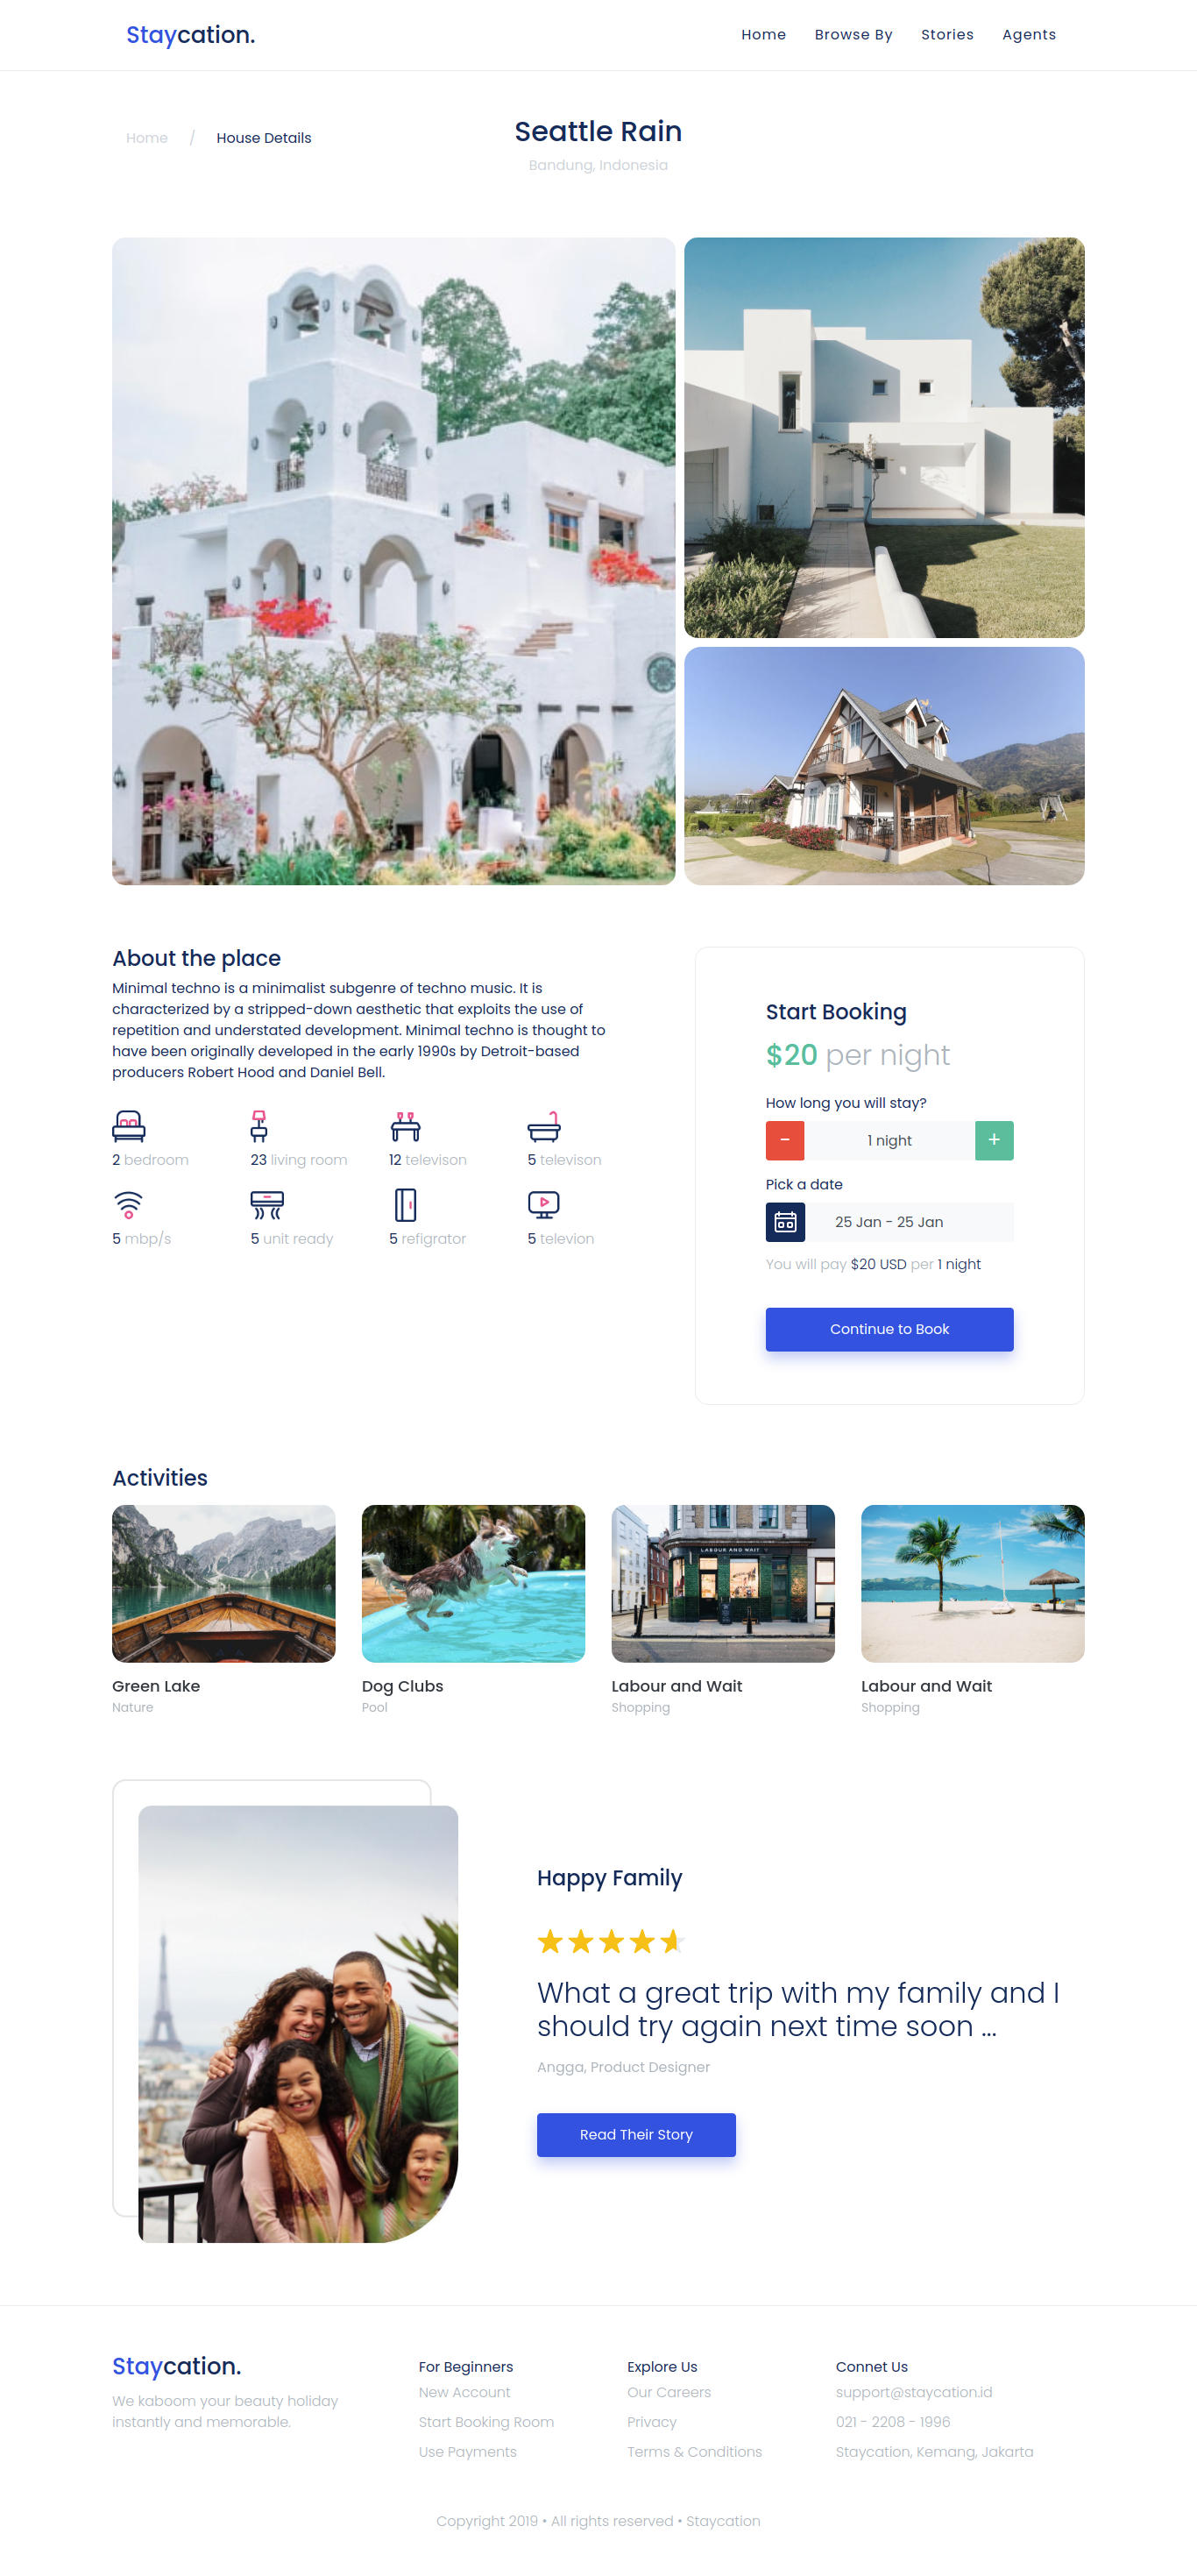 Staycation.
Home Browse By Stories Agents
Home / House Details
Seattle Rain
Bandung, Indonesia
About the place
Minimal techno is a minimalist subgenre of techno music. It is
characterized by a stripped-down aesthetic that exploits the use of
repetition and understated development. Minimal techno is thought to
have been originally developed in the early 1990s by Detroit-based
producers Robert Hood and Daniel Bell.
2 bedroom
23 living room
12 televison
5 televison
5 mbp/s
5 unit ready
5 refigrator
5 televion
Start Booking
$20 per night
How long you will stay?
- 1 night +
Pick a date
25 Jan - 25 Jan
You will pay $20 USD per 1 night
Continue to Book
Activities
LABOUR AND WAIT
Green Lake
Nature
Dog Clubs
Pool
Labour and Wait
Shopping
Labour and Wait
Shopping
Happy Family
What a great trip with my family and I
should try again next time soon ...
Angga, Product Designer
Read Their Story
Staycation.
We kaboom your beauty holiday
instantly and memorable.
For Beginners
New Account
Start Booking Room
Use Payments
Explore Us
Our Careers
Privacy
Terms & Conditions
Connet Us
support@staycation.id
021 - 2208 - 1996
Staycation, Kemang, Jakarta
Copyright 2019 • All rights reserved • Staycation